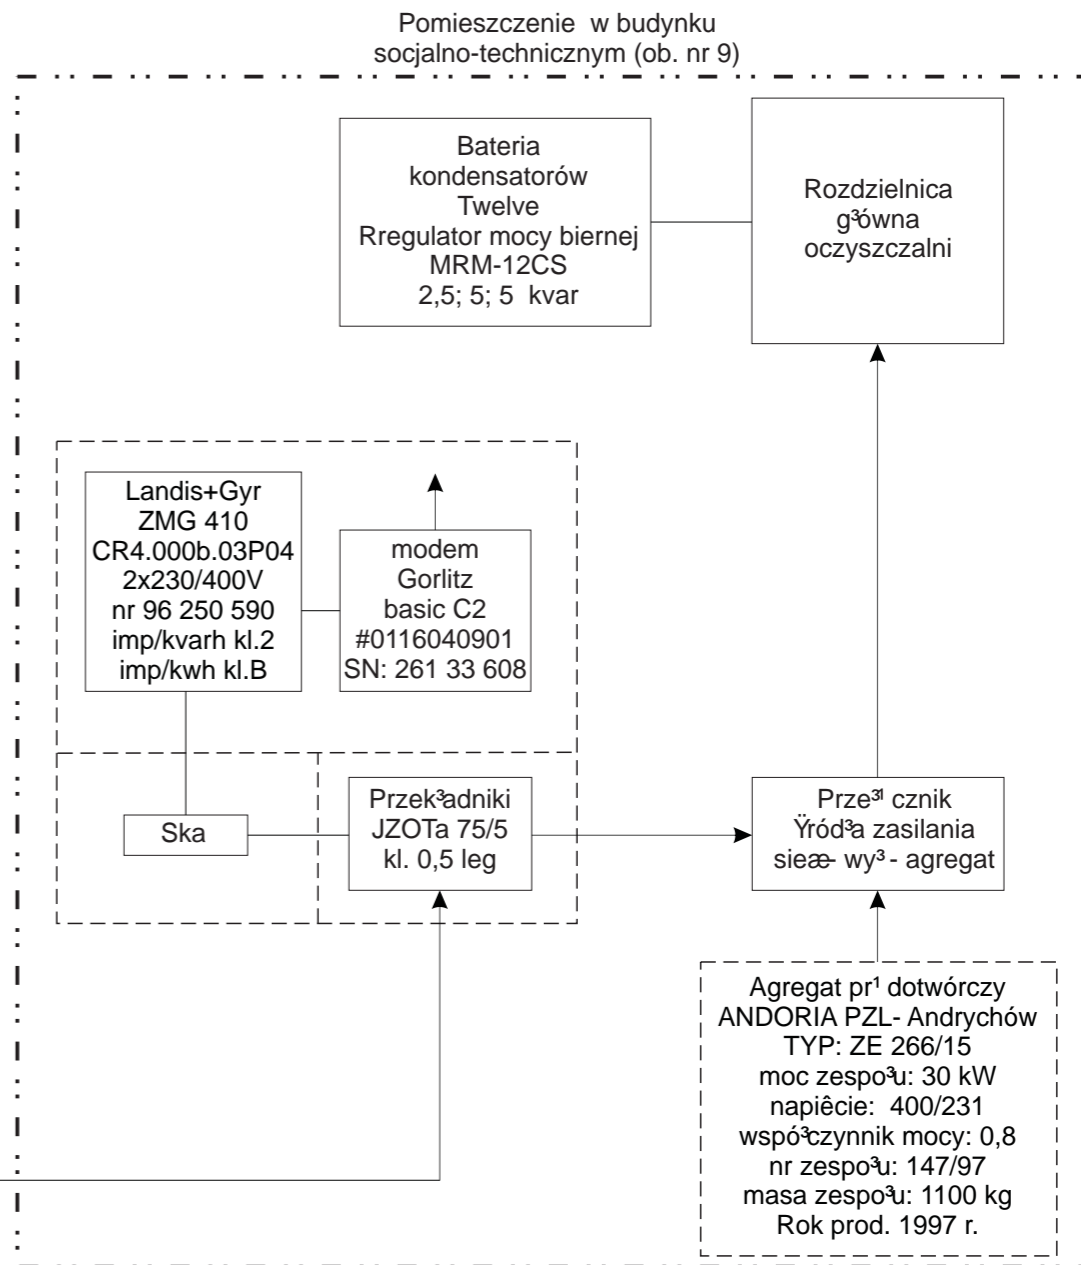 Pomieszczenie w budynku
socjalno-technicznym (ob. nr 9)
Bateria
kondensatorów
Twelve
Rregulator mocy biernej
MRM-12CS
2,5; 5; 5 kvar
Rozdzielnica
g³ówna
oczyszczalni
Landis+Gyr
ZMG 410
CR4.000b.03P04
2x230/400V
nr 96 250 590
imp/kvarh kl.2
imp/kwh kl.B
modem
Gorlitz
basic C2
#0116040901
SN: 261 33 608
Ska
Przek³adniki
JZOTa 75/5
kl. 0,5 leg
Prze³¹cznik
Ÿród³a zasilania
sieæ- wy³ - agregat
Agregat pr¹dotwórczy
ANDORIA PZL- Andrychów
TYP: ZE 266/15
moc zespo³u: 30 kW
napiêcie: 400/231
wspó³czynnik mocy: 0,8
nr zespo³u: 147/97
masa zespo³u: 1100 kg
Rok prod. 1997 r.